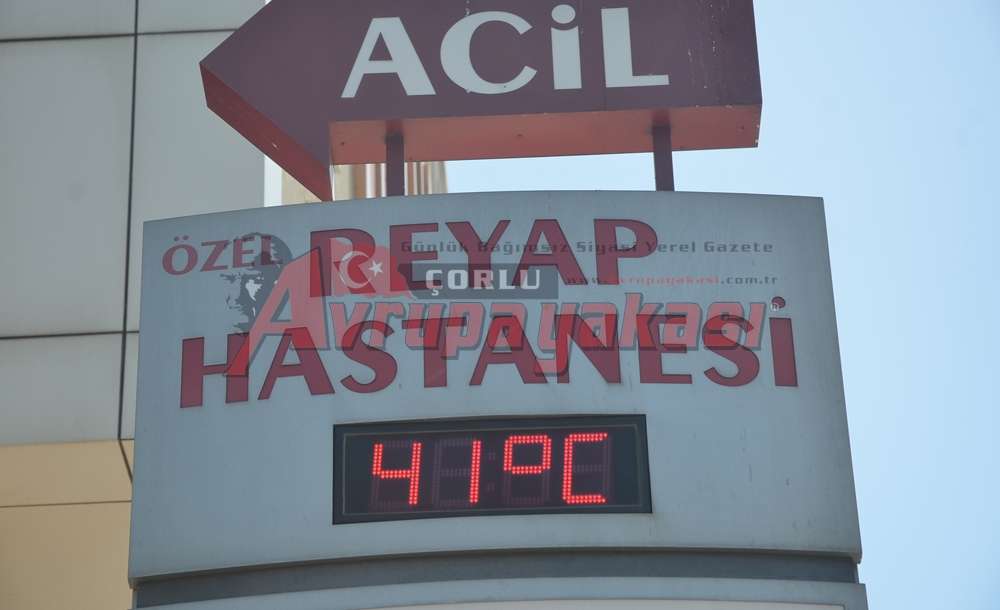 ACİL
ÖZEL REYAP
HASTANESİ
Günlük Bağımsız Siyasi Yerel Gazete
ÇORLU www.avrupayakasi.com.tr
Avrupayakası
41°C